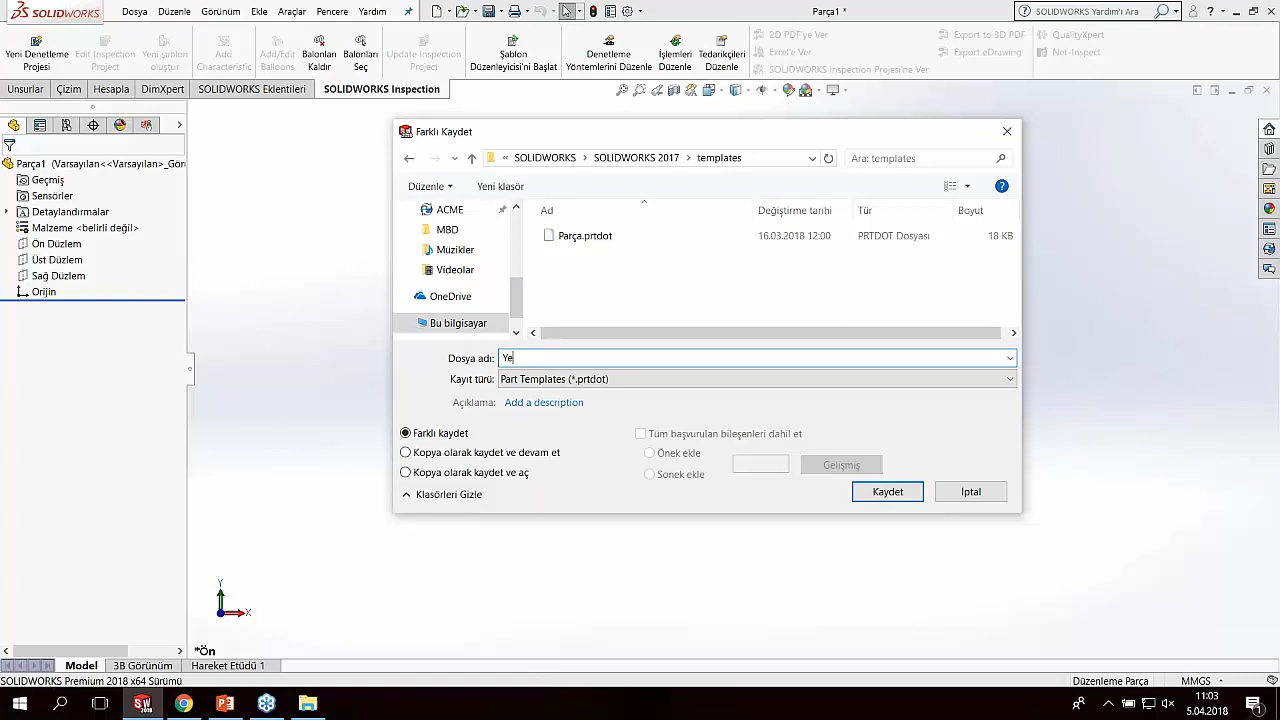 SOLIDWORKS Dosya Düzenle Görünüm Ekle Araçlar Pencere Yardım Parça1 * SOLIDWORKS Yardım'ı Ara
Yeni Denetleme Projesi
Edit Inspection Project
Yeni şablon oluştur
Add Characteristic
Add/Edit Balloons
Balonları Kaldır
Balonları Seç
Update Inspection Project
Şablon Düzenleyicisi'ni Başlat
Denetleme Yöntemlerini Düzenle
İşlemleri Düzenle
Tedarikçileri Düzenle
2D PDF'ye Ver
Excel'e Ver
SOLIDWORKS Inspection Projesi'ne Ver
Export to 3D PDF
Export eDrawing
QualityXpert
Net-Inspect
Unsurlar Çizim Hesapla DimXpert SOLIDWORKS Eklentileri SOLIDWORKS Inspection
Parça1 (Varsayılan<<Varsayılan>_Görü
Geçmiş
Sensörler
Detaylandırmalar
Malzeme <belirli değil>
Ön Düzlem
Üst Düzlem
Sağ Düzlem
Orijin
Farklı Kaydet
« SOLIDWORKS > SOLIDWORKS 2017 > templates
Ara: templates
Düzenle Yeni klasör
ACME
MBD
Müzikler
Videolar
OneDrive
Bu bilgisayar
Ad Değiştirme tarihi Tür Boyut
Parça.prtdot 16.03.2018 12:00 PRTDOT Dosyası 18 KB
Dosya adı: Ye
Kayıt türü: Part Templates (*.prtdot)
Açıklama: Add a description
Farklı kaydet
Kopya olarak kaydet ve devam et
Kopya olarak kaydet ve aç
Tüm başvurulan bileşenleri dahil et
Önek ekle
Sonek ekle
Gelişmiş
Klasörleri Gizle
Kaydet İptal
Y
X
*Ön
Model 3B Görünüm Hareket Etüdü 1
SOLIDWORKS Premium 2018 x64 Sürümü Düzenleme Parça MMGS
11:03
5.04.2018